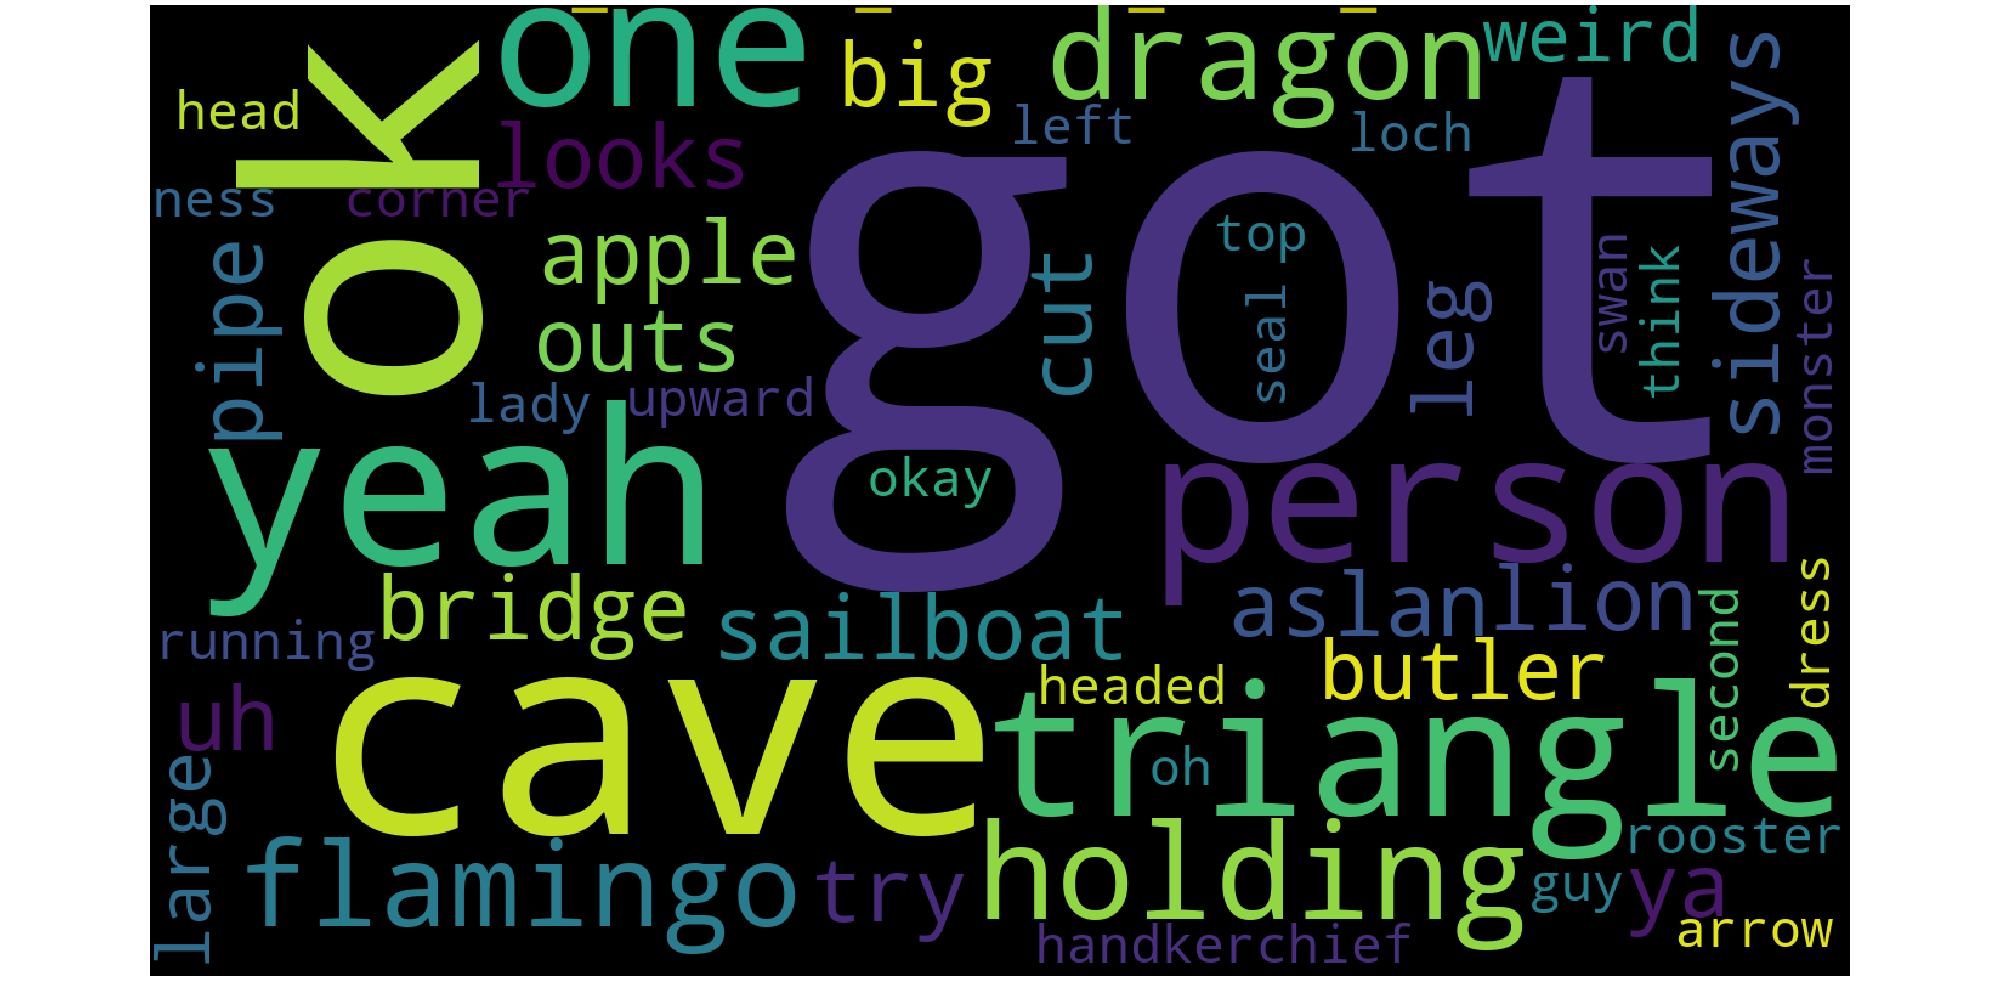 one
big
dragon
weird
ok
head
looks
left
loch
sideways
ness
corner
got
pipe
apple
cut
top
swan
think
outs
seal
leg
monster
lady
upward
yeah
okay
person
bridge
sailboat
aslan
lion
second
dress
running
headed
butler
uh
cave
triangle
oh
large
flamingo
try
holding
rooster
guy
ya
handkerchief
arrow